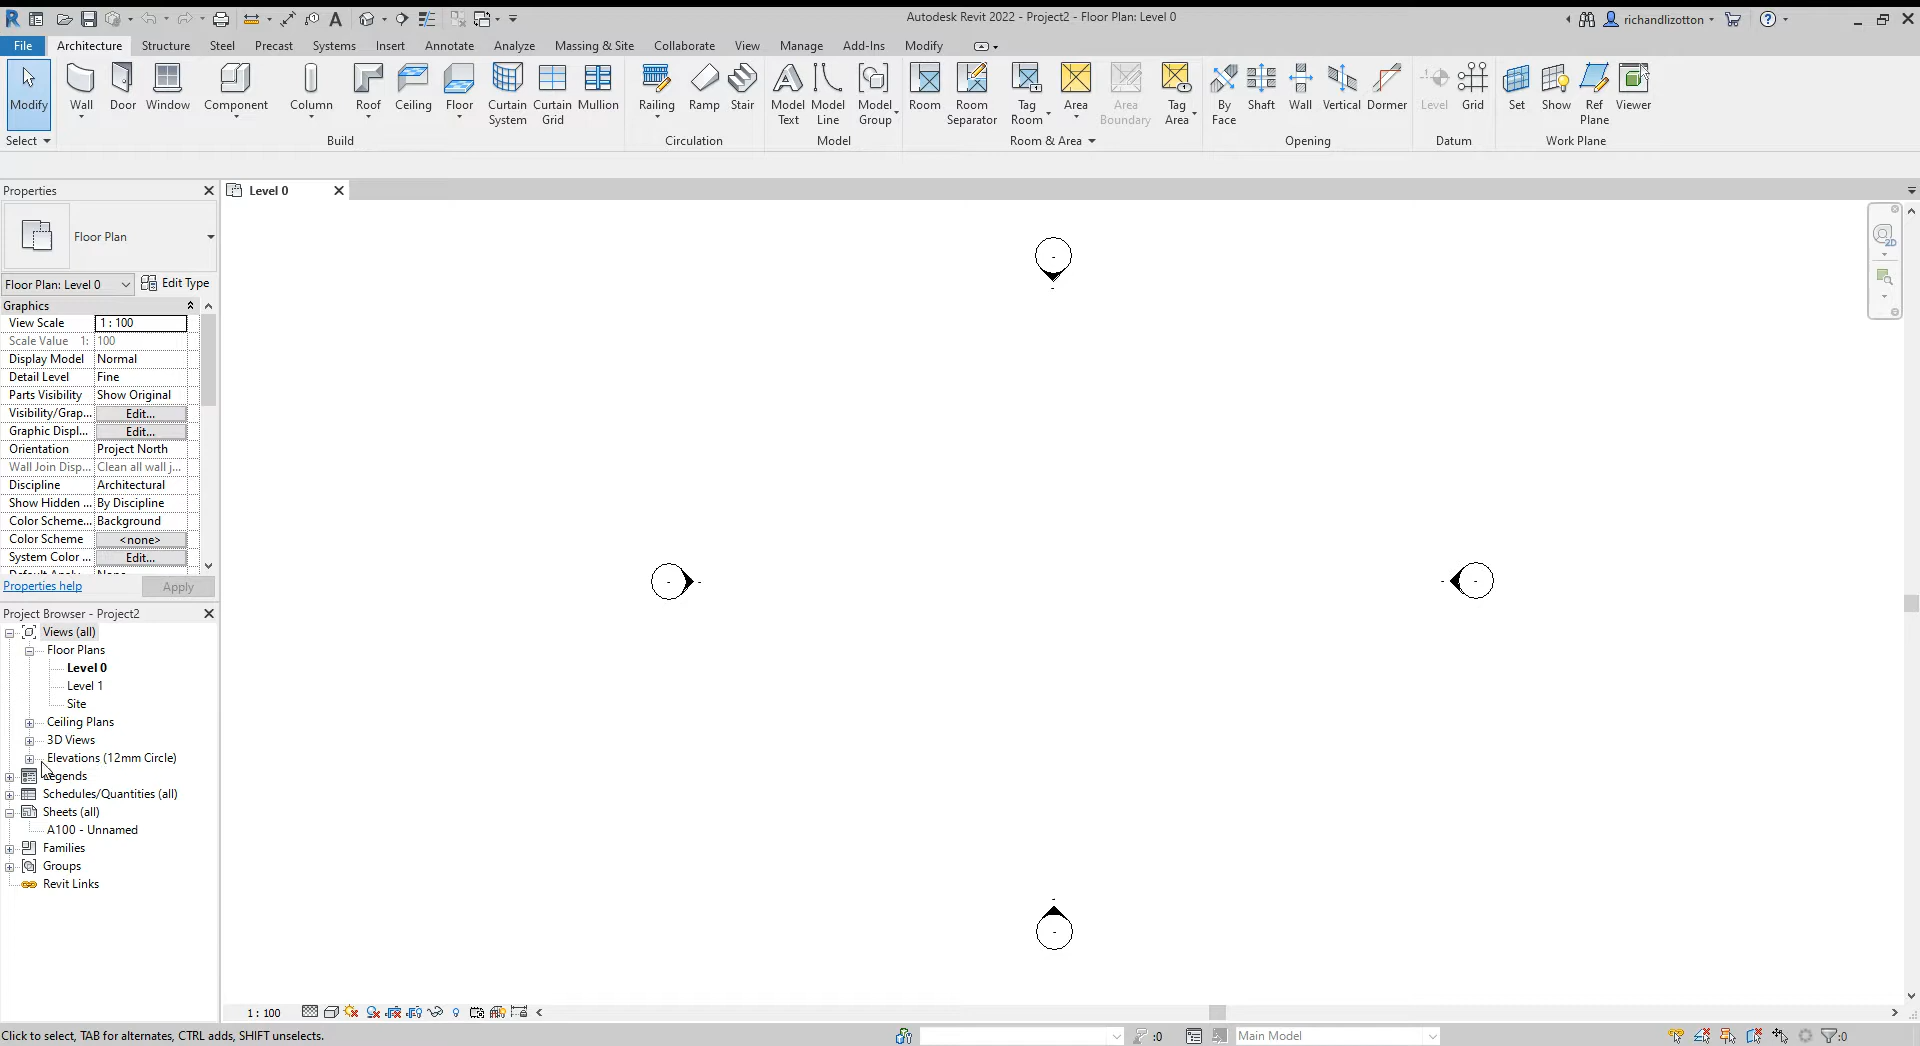 Autodesk Revit 2022 - Project2 - Floor Plan: Level 0
richandlizotton
File Architecture Structure Steel Precast Systems Insert Annotate Analyze Massing & Site Collaborate View Manage Add-Ins Modify
Modify Wall Door Window Component Column Roof Ceiling Floor Curtain System Curtain Grid Mullion Railing Ramp Stair Model Text Model Line Model Group Room Room Separator Tag Room Area Area Boundary Tag Area By Face Shaft Wall Vertical Dormer Level Grid Set Show Ref Plane Viewer
Select Build Circulation Model Room & Area Opening Datum Work Plane
Properties
Level 0
Floor Plan
2D
Floor Plan: Level 0
Edit Type
Graphics
View Scale 1 : 100
Scale Value 1: 100
Display Model Normal
Detail Level Fine
Parts Visibility Show Original
Visibility/Grap... Edit...
Graphic Displ... Edit...
Orientation Project North
Wall Join Disp... Clean all wall j...
Discipline Architectural
Show Hidden ... By Discipline
Color Scheme... Background
Color Scheme <none>
System Color ... Edit...
Properties help Apply
Project Browser - Project2
Views (all)
Floor Plans
Level 0
Level 1
Site
Ceiling Plans
3D Views
Elevations (12mm Circle)
Legends
Schedules/Quantities (all)
Sheets (all)
A100 - Unnamed
Families
Groups
Revit Links
1 : 100
Click to select, TAB for alternates, CTRL adds, SHIFT unselects.
:0
Main Model
:0